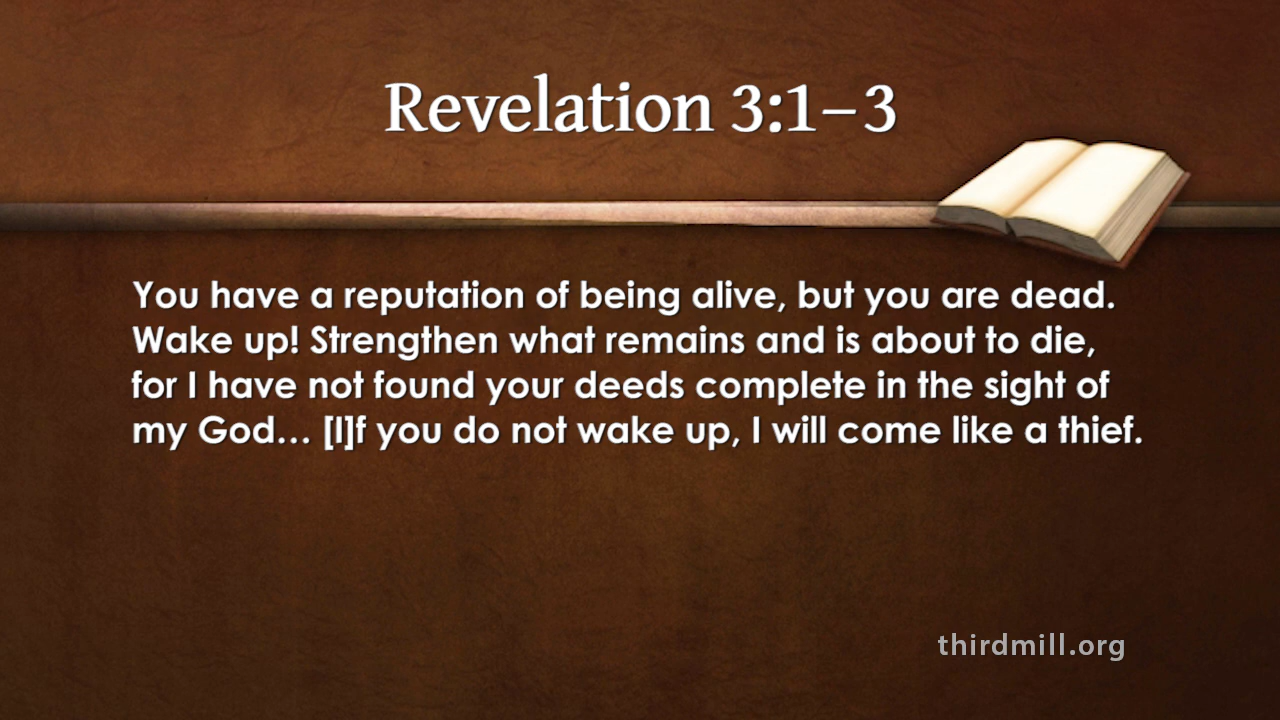 Revelation 3:1–3
You have a reputation of being alive, but you are dead.
Wake up! Strengthen what remains and is about to die,
for I have not found your deeds complete in the sight of
my God… [I]f you do not wake up, I will come like a thief.
thirdmill.org